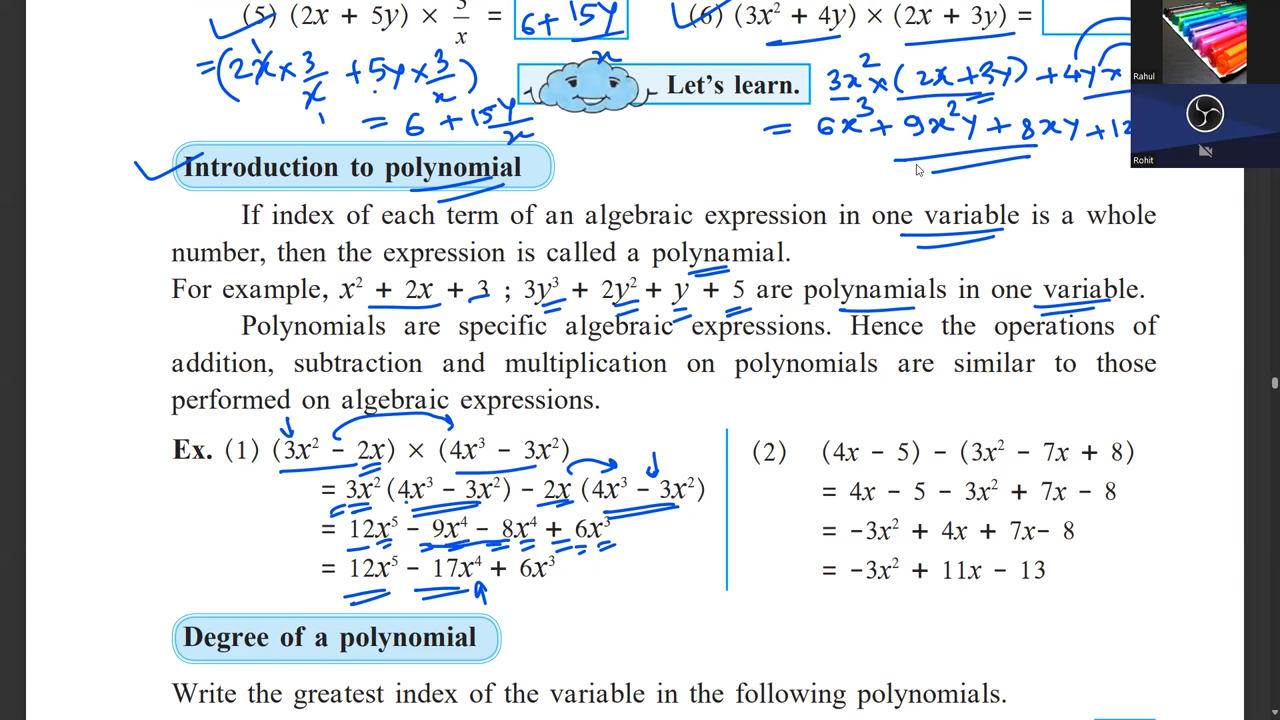 (5) (2x + 5y) × 3/x = 6 + 15y/x
(6) (3x² + 4y) × (2x + 3y) =
= (2x × 3/x + 5y × 3/x)
= 6 + 15y/x
3x² × (2x + 3y) + 4y ×
= 6x³ + 9x²y + 8xy + 12
Rahul
Rohit
Let's learn.
Introduction to polynomial
If index of each term of an algebraic expression in one variable is a whole
number, then the expression is called a polynamial.
For example, x² + 2x + 3 ; 3y³ + 2y² + y + 5 are polynamials in one variable.
Polynomials are specific algebraic expressions. Hence the operations of
addition, subtraction and multiplication on polynomials are similar to those
performed on algebraic expressions.
Ex. (1) (3x² – 2x) × (4x³ – 3x²)
= 3x² (4x³ – 3x²) – 2x (4x³ – 3x²)
= 12x⁵ – 9x⁴ – 8x⁴ + 6x³
= 12x⁵ – 17x⁴ + 6x³
(2) (4x – 5) – (3x² – 7x + 8)
= 4x – 5 – 3x² + 7x – 8
= –3x² + 4x + 7x– 8
= –3x² + 11x – 13
Degree of a polynomial
Write the greatest index of the variable in the following polynomials.